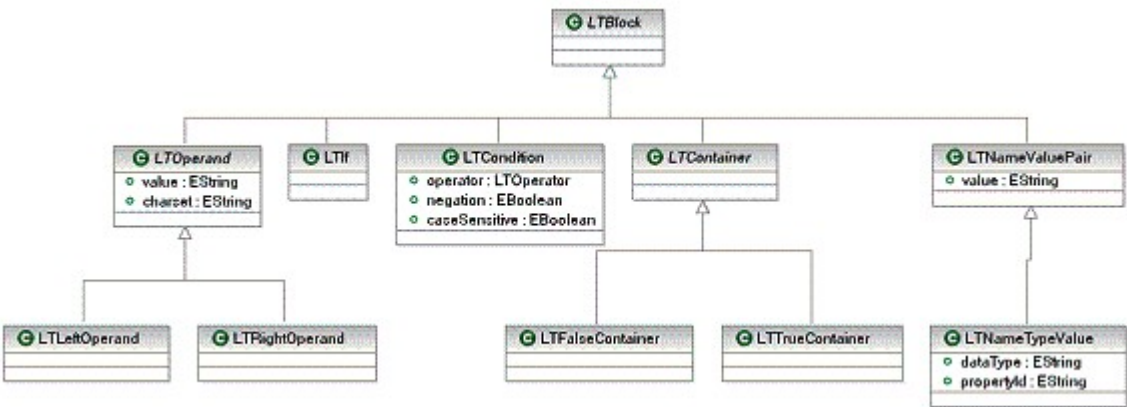 LTBlock
LTOperand
value : EString
charset : EString
LTIf
LTCondition
operator : LTOperator
negation : EBoolean
caseSensitive : EBoolean
LTContainer
LTNameValuePair
value : EString
LTLeftOperand
LTRightOperand
LTFalseContainer
LTTrueContainer
LTNameTypeValue
dataType : EString
propertyId : EString